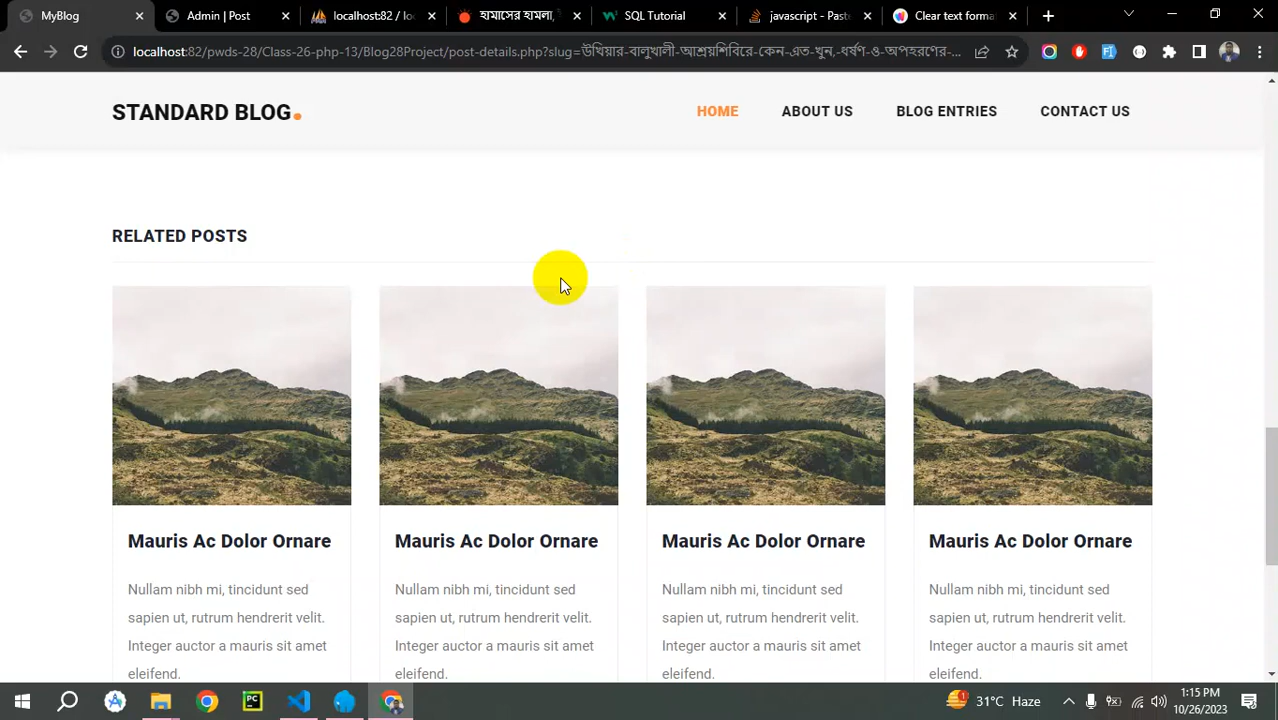 MyBlog
Admin | Post
localhost:82 / loc
হামাসের হামলা,
SQL Tutorial
javascript - Paste
Clear text forma
localhost:82/pwds-28/Class-26-php-13/Blog28Project/post-details.php?slug=উখিয়ার-বালুখালী-আশ্রয়শিবিরে-কেন-এত-খুন,-ধর্ষণ-ও-অপহরণের-...
STANDARD BLOG.
HOME
ABOUT US
BLOG ENTRIES
CONTACT US
RELATED POSTS
Mauris Ac Dolor Ornare
Mauris Ac Dolor Ornare
Mauris Ac Dolor Ornare
Mauris Ac Dolor Ornare
Nullam nibh mi, tincidunt sed
sapien ut, rutrum hendrerit velit.
Integer auctor a mauris sit amet
eleifend.
Nullam nibh mi, tincidunt sed
sapien ut, rutrum hendrerit velit.
Integer auctor a mauris sit amet
eleifend.
Nullam nibh mi, tincidunt sed
sapien ut, rutrum hendrerit velit.
Integer auctor a mauris sit amet
eleifend.
Nullam nibh mi, tincidunt sed
sapien ut, rutrum hendrerit velit.
Integer auctor a mauris sit amet
eleifend.
PC
1
31°C Haze
1:15 PM
10/26/2023